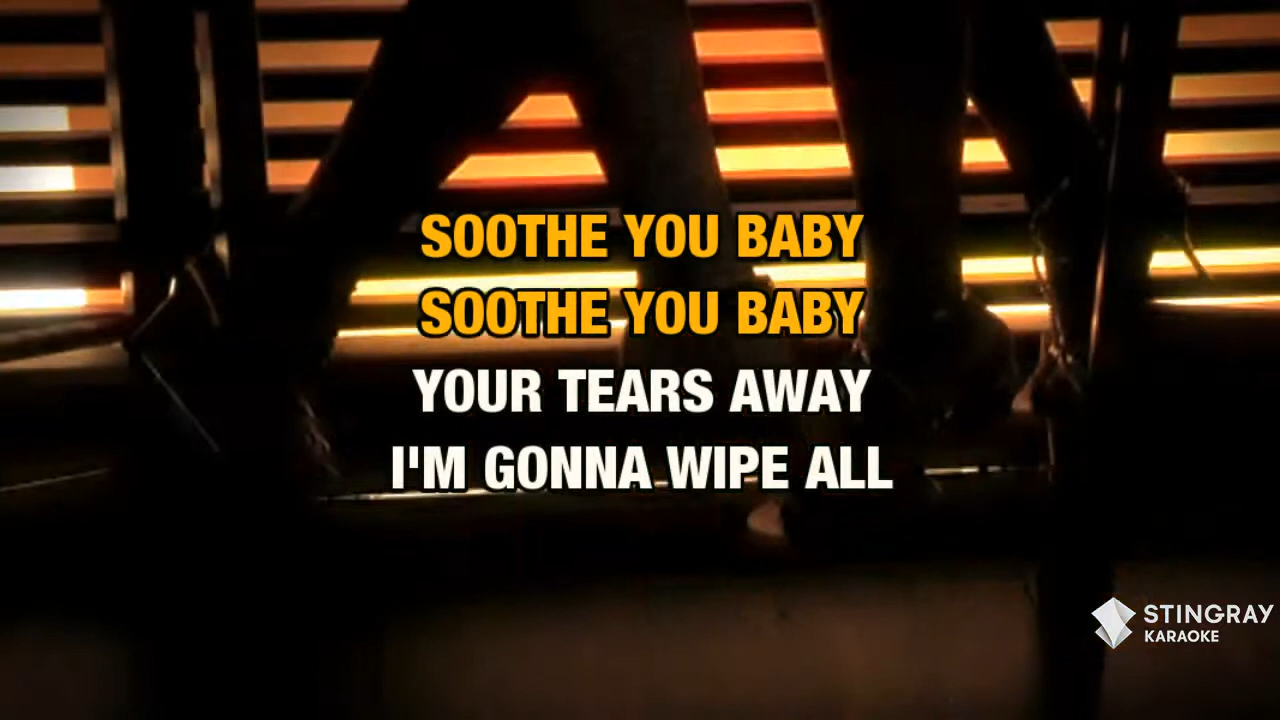 SOOTHE YOU BABY
SOOTHE YOU BABY
YOUR TEARS AWAY
I'M GONNA WIPE ALL
STINGRAY
KARAOKE